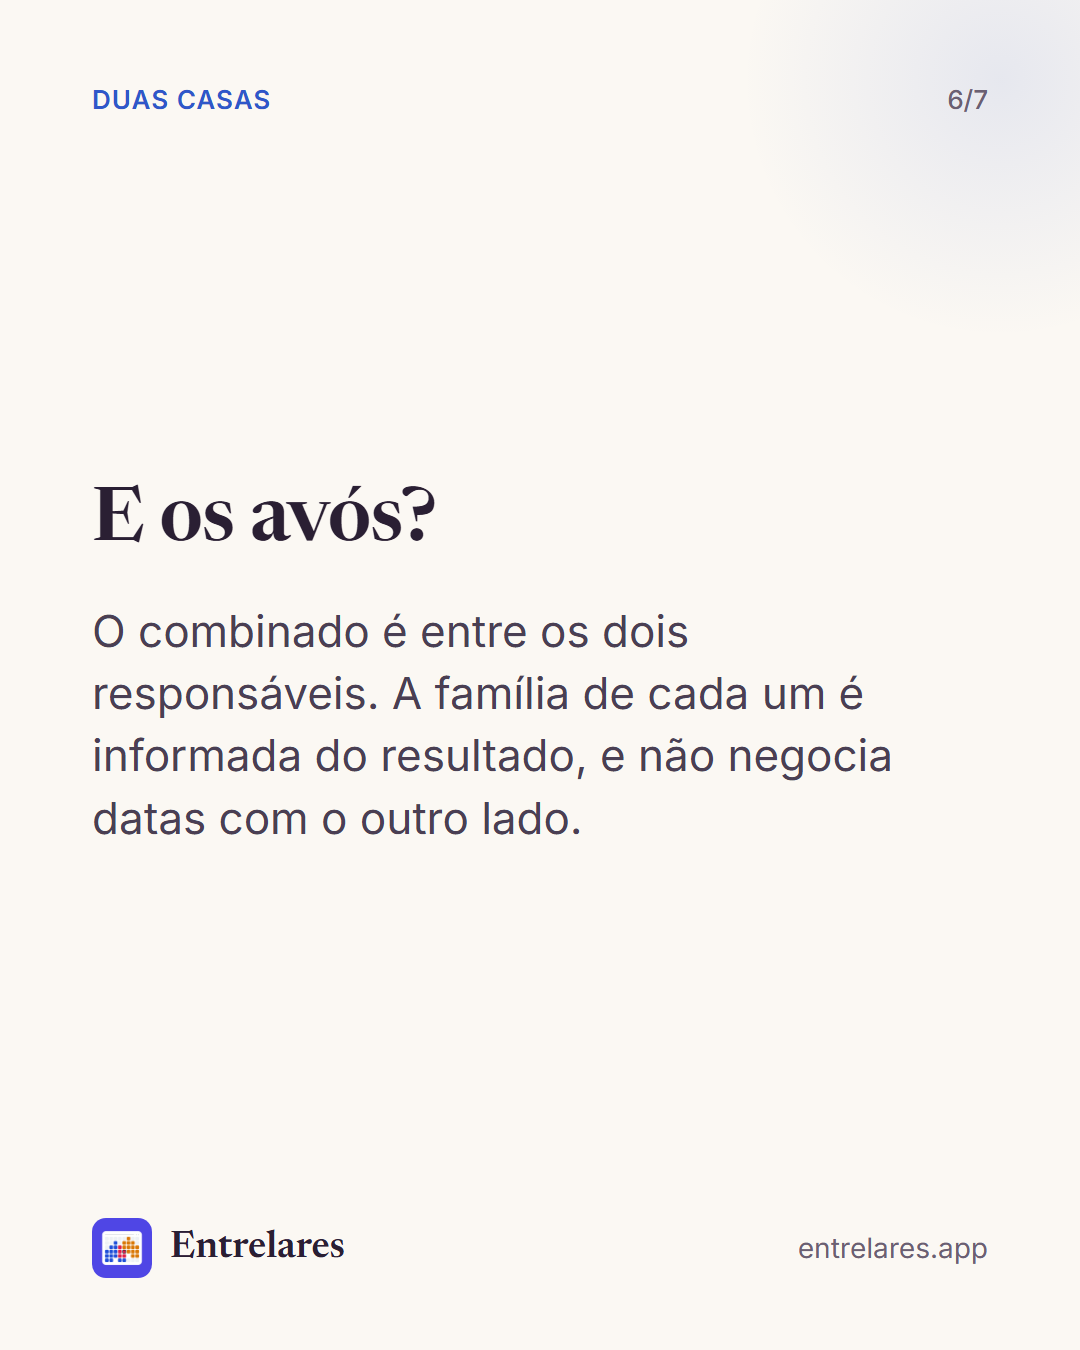 DUAS CASAS
6/7
E os avós?
O combinado é entre os dois
responsáveis. A família de cada um é
informada do resultado, e não negocia
datas com o outro lado.
Entrelares
entrelares.app